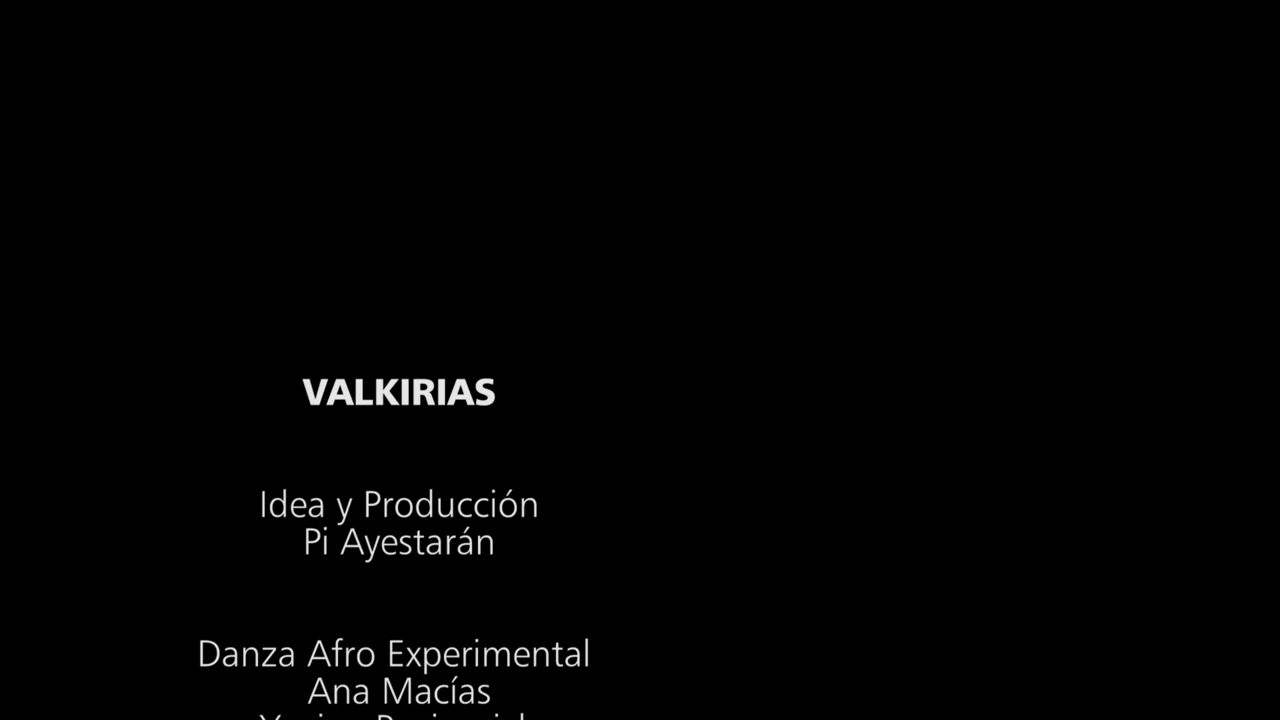 VALKIRIAS
Idea y Producción
Pi Ayestarán
Danza Afro Experimental
Ana Macías